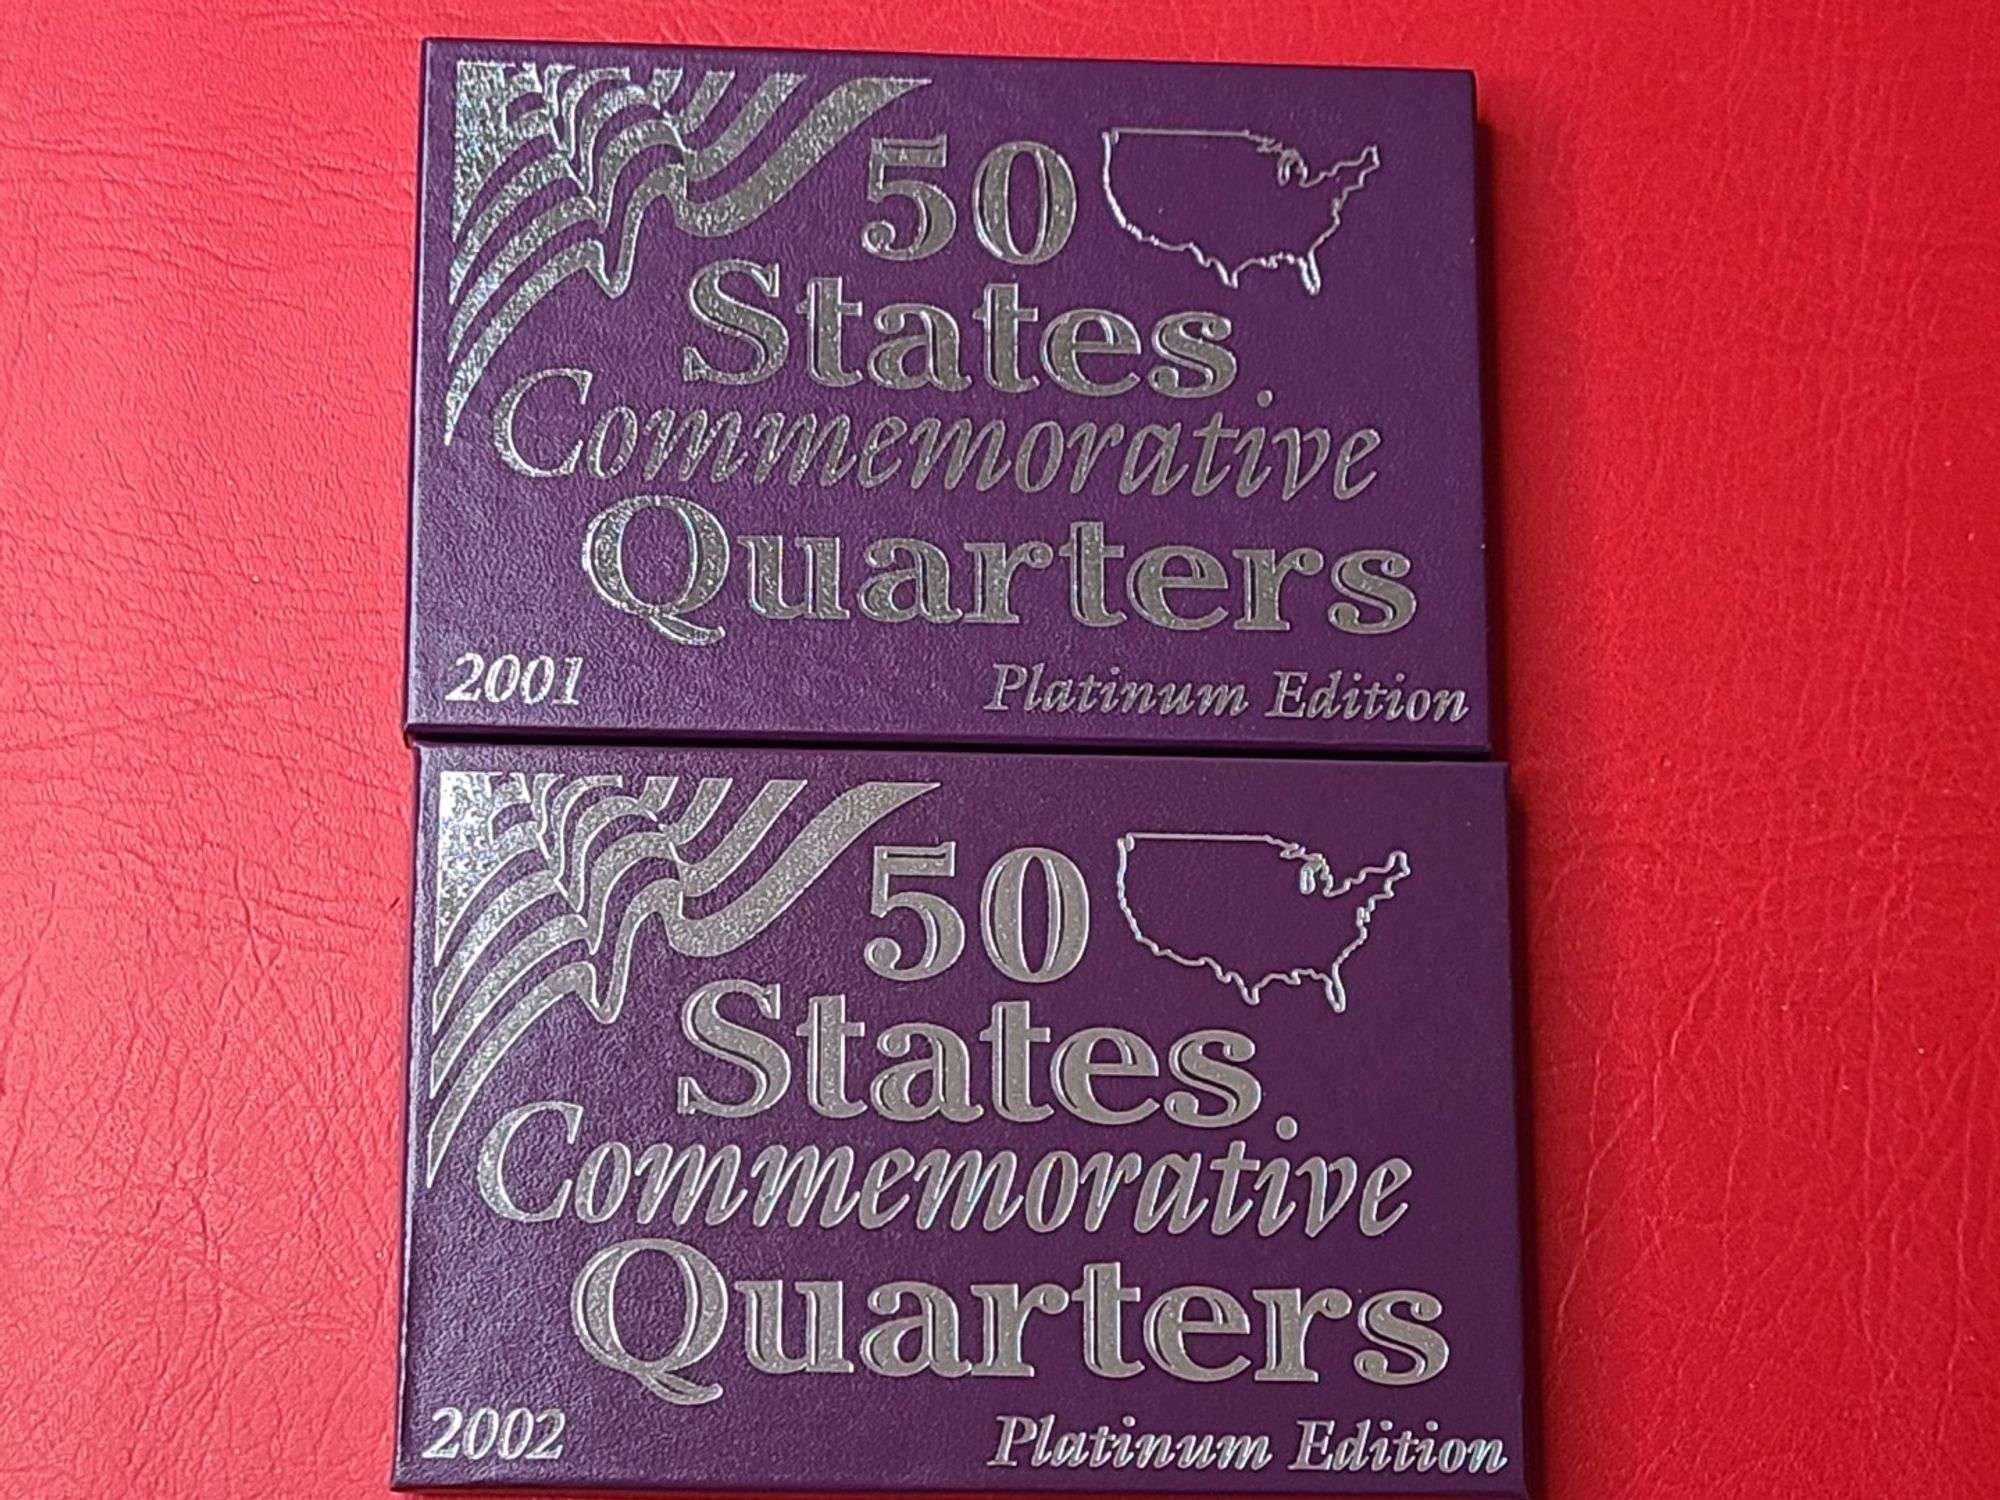 50
States
Commemorative
Quarters
2001 Platinum Edition
50
States
Commemorative
Quarters
2002 Platinum Edition